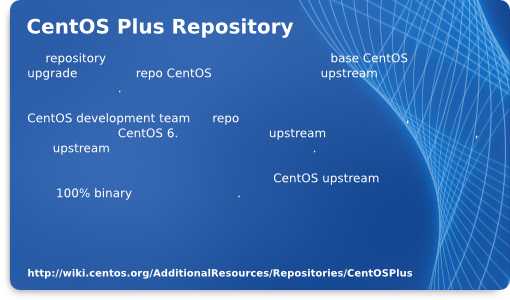 CentOS Plus Repository
repository base CentOS
upgrade repo CentOS upstream
.
CentOS development team repo ,
CentOS 6. upstream ,
upstream .
CentOS upstream
100% binary .
http://wiki.centos.org/AdditionalResources/Repositories/CentOSPlus